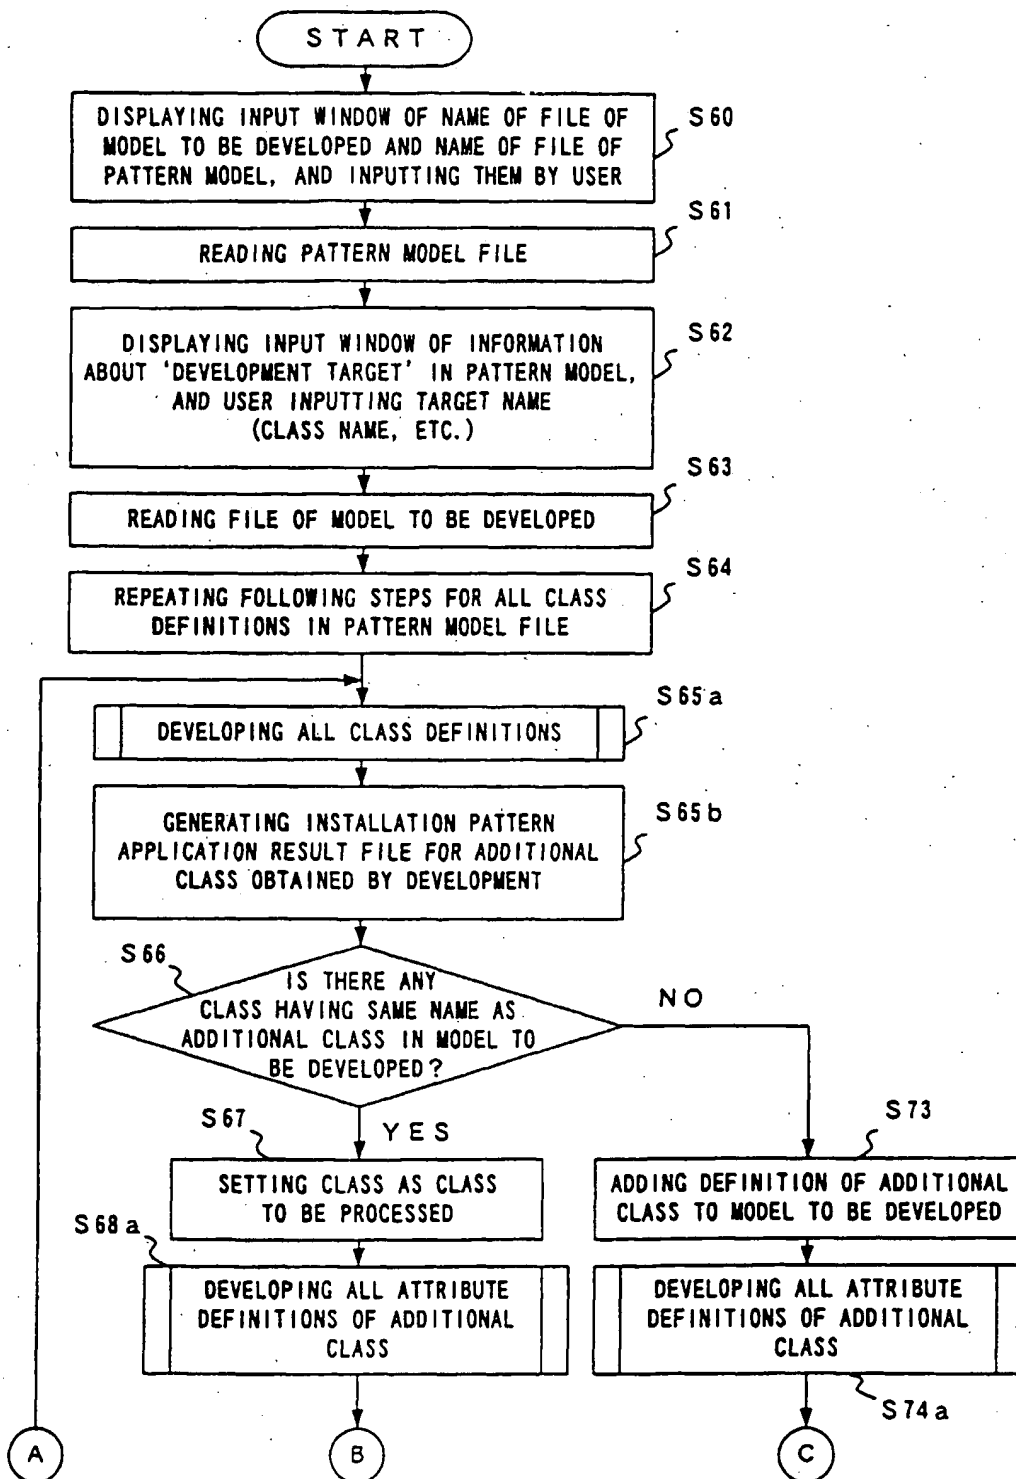 START
DISPLAYING INPUT WINDOW OF NAME OF FILE OF
MODEL TO BE DEVELOPED AND NAME OF FILE OF
PATTERN MODEL, AND INPUTTING THEM BY USER
S60
S61
READING PATTERN MODEL FILE
S62
DISPLAYING INPUT WINDOW OF INFORMATION
ABOUT 'DEVELOPMENT TARGET' IN PATTERN MODEL,
AND USER INPUTTING TARGET NAME
(CLASS NAME, ETC.)
S63
READING FILE OF MODEL TO BE DEVELOPED
S64
REPEATING FOLLOWING STEPS FOR ALL CLASS
DEFINITIONS IN PATTERN MODEL FILE
S65a
DEVELOPING ALL CLASS DEFINITIONS
S65b
GENERATING INSTALLATION PATTERN
APPLICATION RESULT FILE FOR ADDITIONAL
CLASS OBTAINED BY DEVELOPMENT
S66
IS THERE ANY
CLASS HAVING SAME NAME AS
ADDITIONAL CLASS IN MODEL TO
BE DEVELOPED?
NO
YES
S67
SETTING CLASS AS CLASS
TO BE PROCESSED
S73
ADDING DEFINITION OF ADDITIONAL
CLASS TO MODEL TO BE DEVELOPED
S68a
DEVELOPING ALL ATTRIBUTE
DEFINITIONS OF ADDITIONAL
CLASS
DEVELOPING ALL ATTRIBUTE
DEFINITIONS OF ADDITIONAL
CLASS
S74a
A
B
C